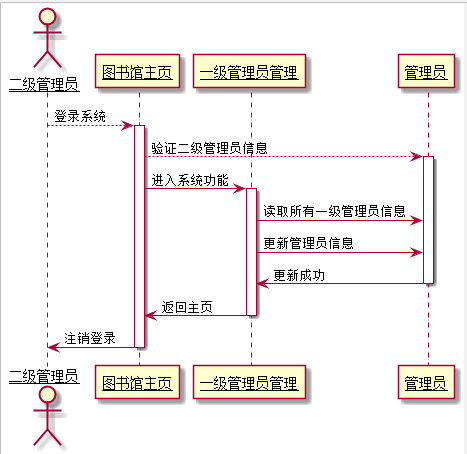 二级管理员
图书馆主页
一级管理员管理
管理员
登录系统
验证二级管理员信息
进入系统功能
读取所有一级管理员信息
更新管理员信息
更新成功
返回主页
注销登录
二级管理员
图书馆主页
一级管理员管理
管理员